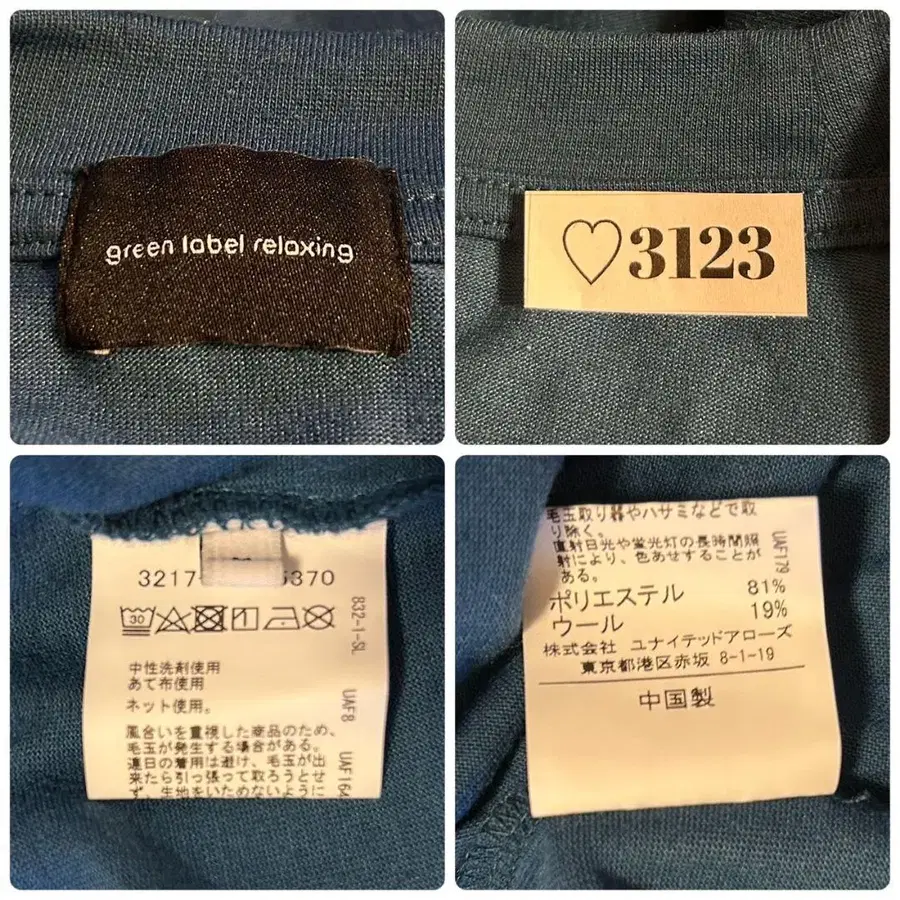 green label relaxing
♡3123
3217 5370
30
832-1-SL
中性洗剤使用
あて布使用
ネット使用。
UAF8
風合いを重視した商品のため、
毛玉が発生する場合がある。
連日の着用は避け、毛玉が出
来たら引っ張って取ろうとせ
ず、生地をいためないように
UAF164
毛玉取り器やハサミなどで取
り除く。
直射日光や蛍光灯の長時間照
射により、色あせすることが
ある。
UAF179
ポリエステル 81%
ウール 19%
株式会社 ユナイテッドアローズ
東京都港区赤坂 8-1-19
中国製